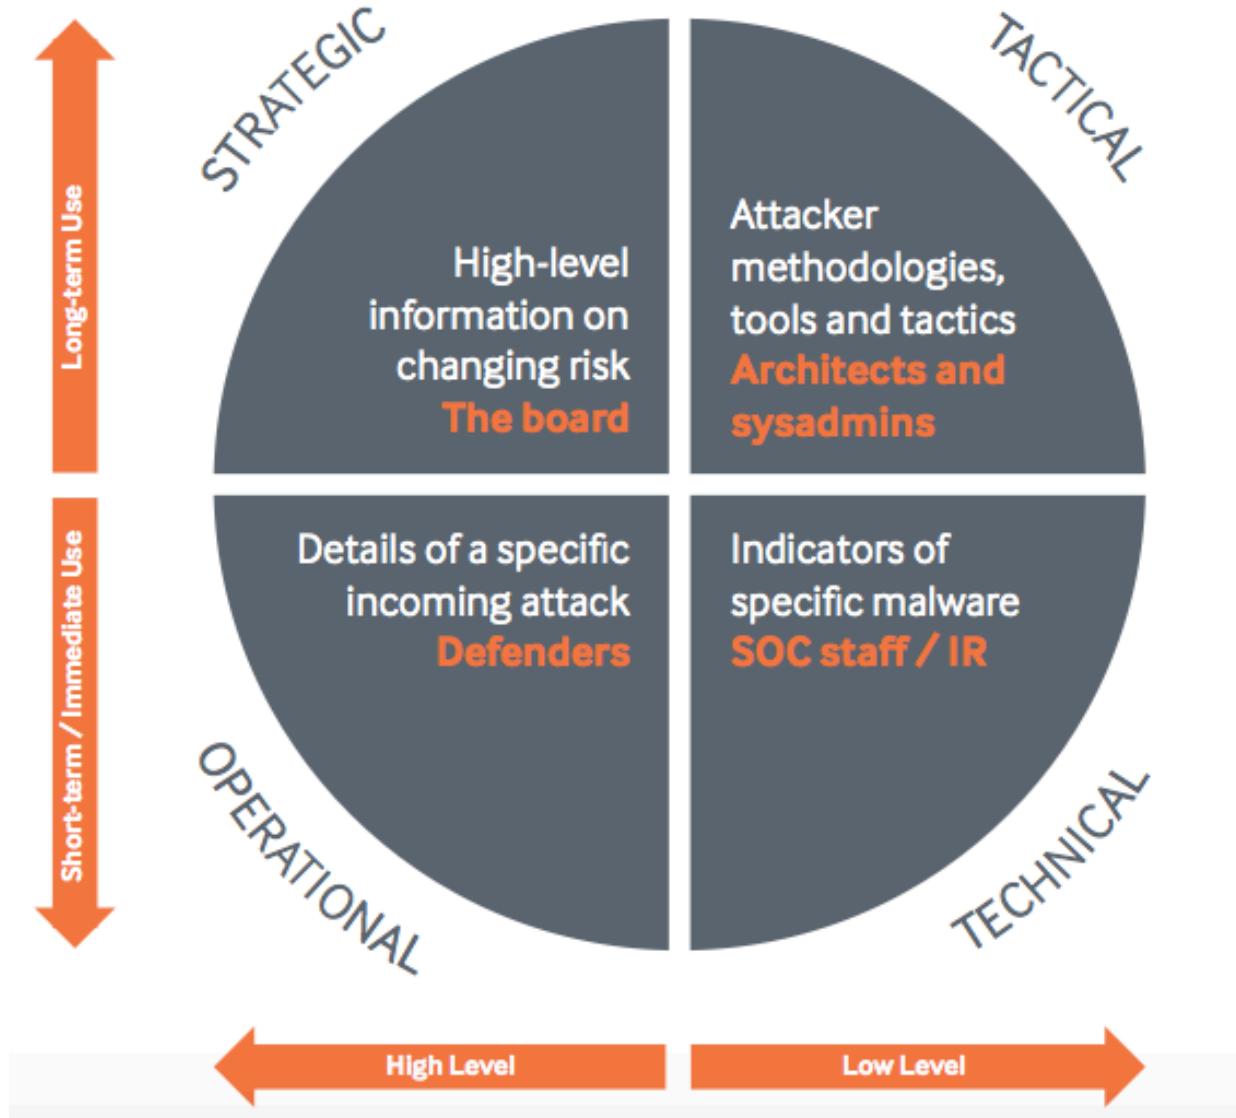 STRATEGIC
TACTICAL
Long-term Use
High-level
information on
changing risk
The board
Attacker
methodologies,
tools and tactics
Architects and
sysadmins
Short-term / Immediate Use
Details of a specific
incoming attack
Defenders
Indicators of
specific malware
SOC staff / IR
OPERATIONAL
TECHNICAL
High Level
Low Level